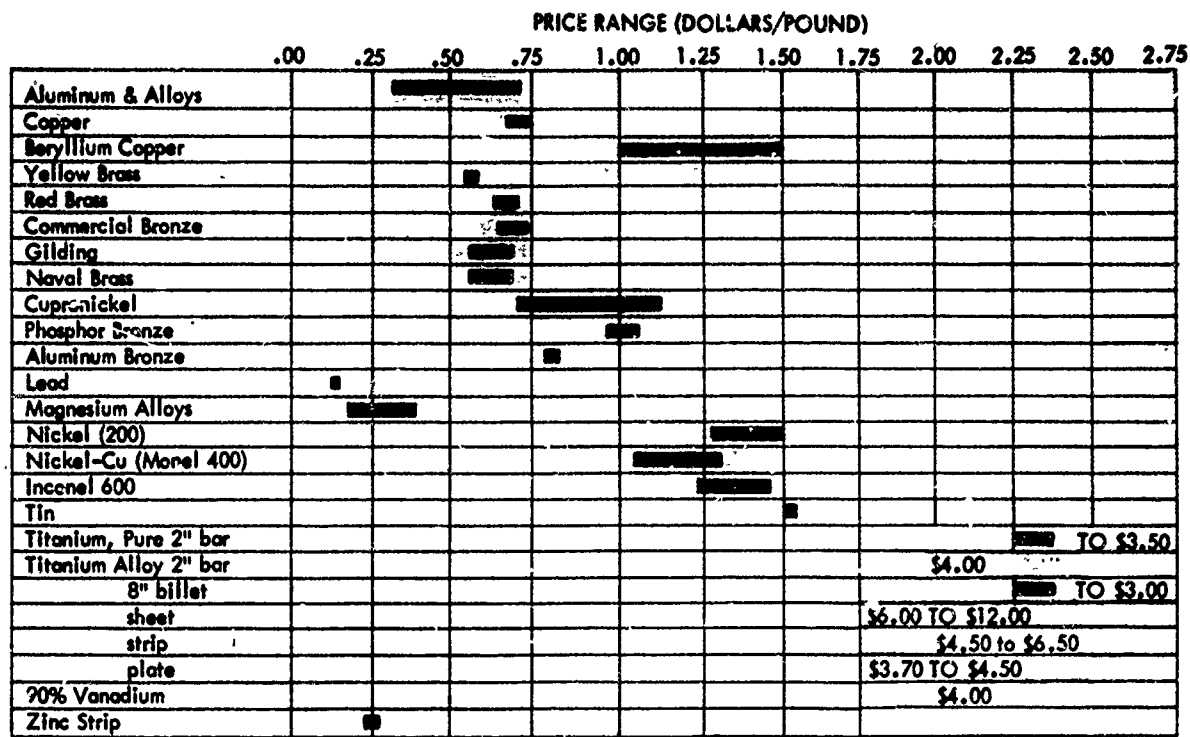 PRICE RANGE (DOLLARS/POUND)
.00 .25 .50 .75 1.00 1.25 1.50 1.75 2.00 2.25 2.50 2.75
Aluminum & Alloys
Copper
Beryllium Copper
Yellow Brass
Red Brass
Commercial Bronze
Gilding
Naval Brass
Cupronickel
Phosphor Bronze
Aluminum Bronze
Lead
Magnesium Alloys
Nickel (200)
Nickel-Cu (Monel 400)
Inconel 600
Tin
Titanium, Pure 2" bar TO $3.50
Titanium Alloy 2" bar $4.00
8" billet TO $3.00
sheet $6.00 TO $12.00
strip $4.50 to $6.50
plate $3.70 TO $4.50
90% Vanadium $4.00
Zinc Strip